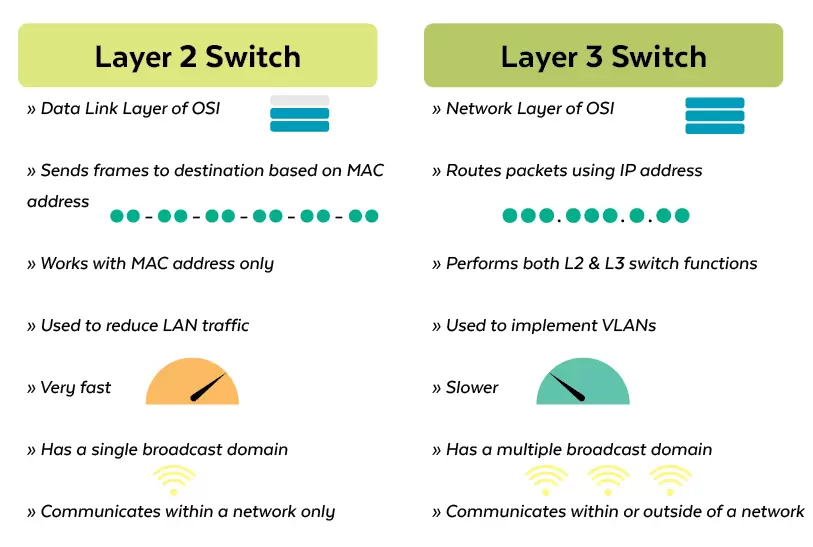 Layer 2 Switch
» Data Link Layer of OSI
» Sends frames to destination based on MAC
address
» Works with MAC address only
» Used to reduce LAN traffic
» Very fast
» Has a single broadcast domain
» Communicates within a network only
Layer 3 Switch
» Network Layer of OSI
» Routes packets using IP address
» Performs both L2 & L3 switch functions
» Used to implement VLANs
» Slower
» Has a multiple broadcast domain
» Communicates within or outside of a network